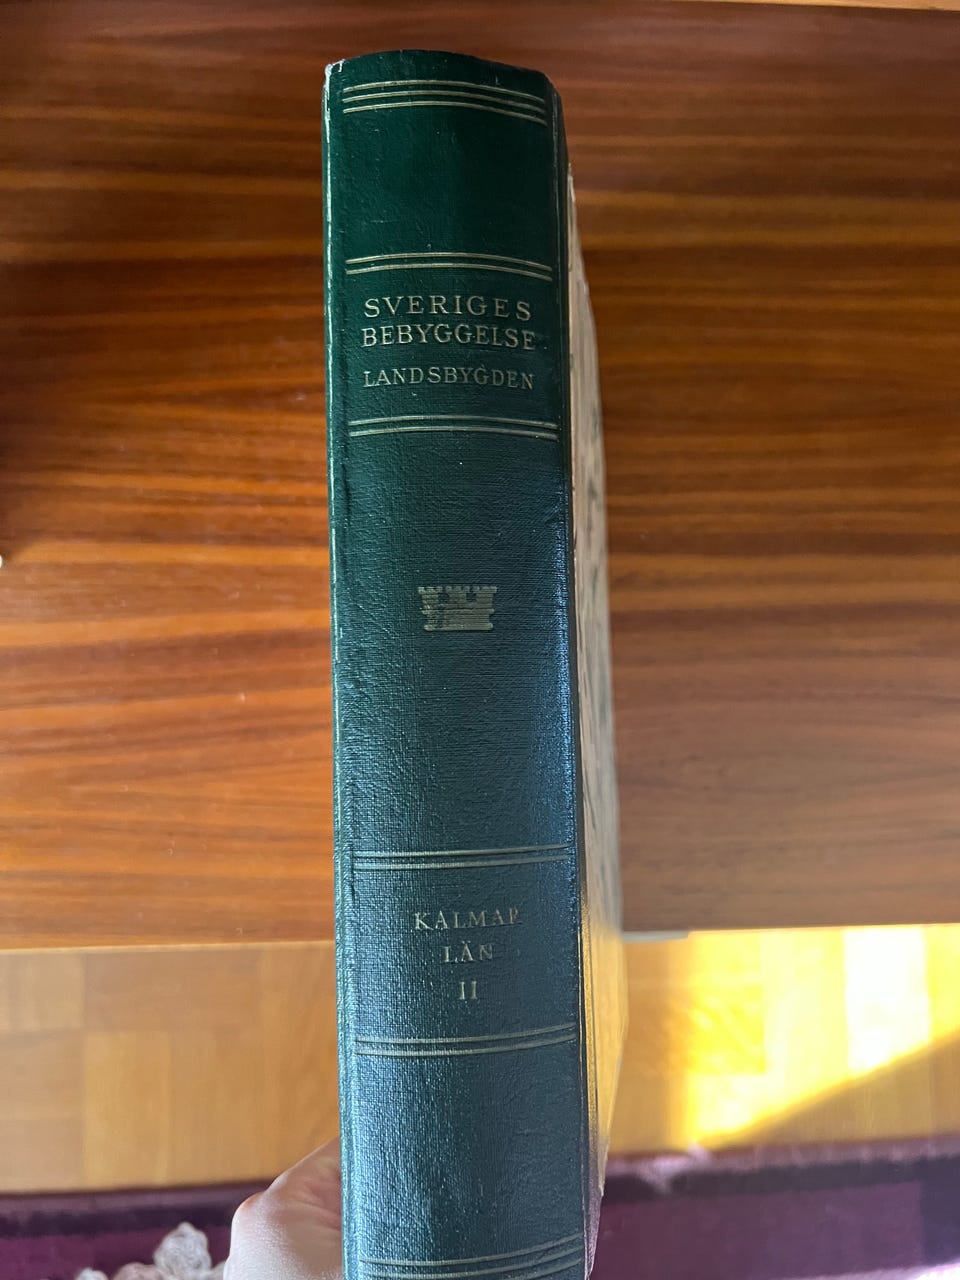 SVERIGES
BEBYGGELSE
LANDSBYGDEN
KALMAR
LÄN
II